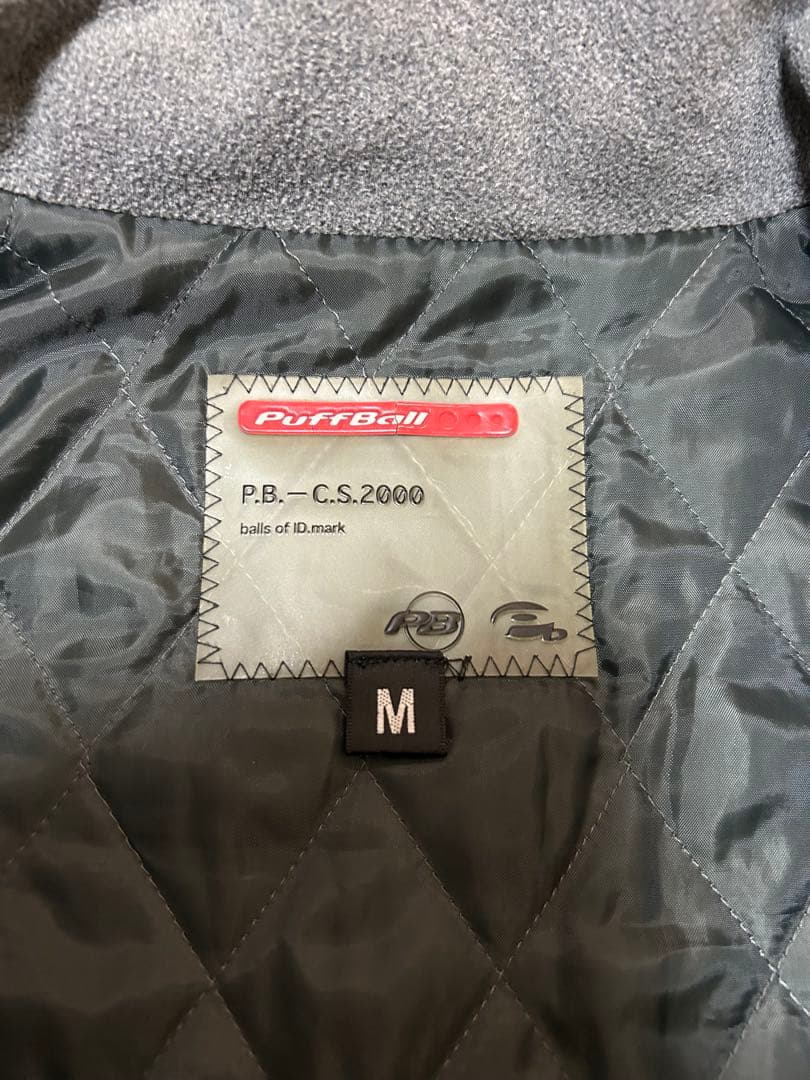 PuffBall
P.B.—C.S.2000
balls of ID.mark
PB
M